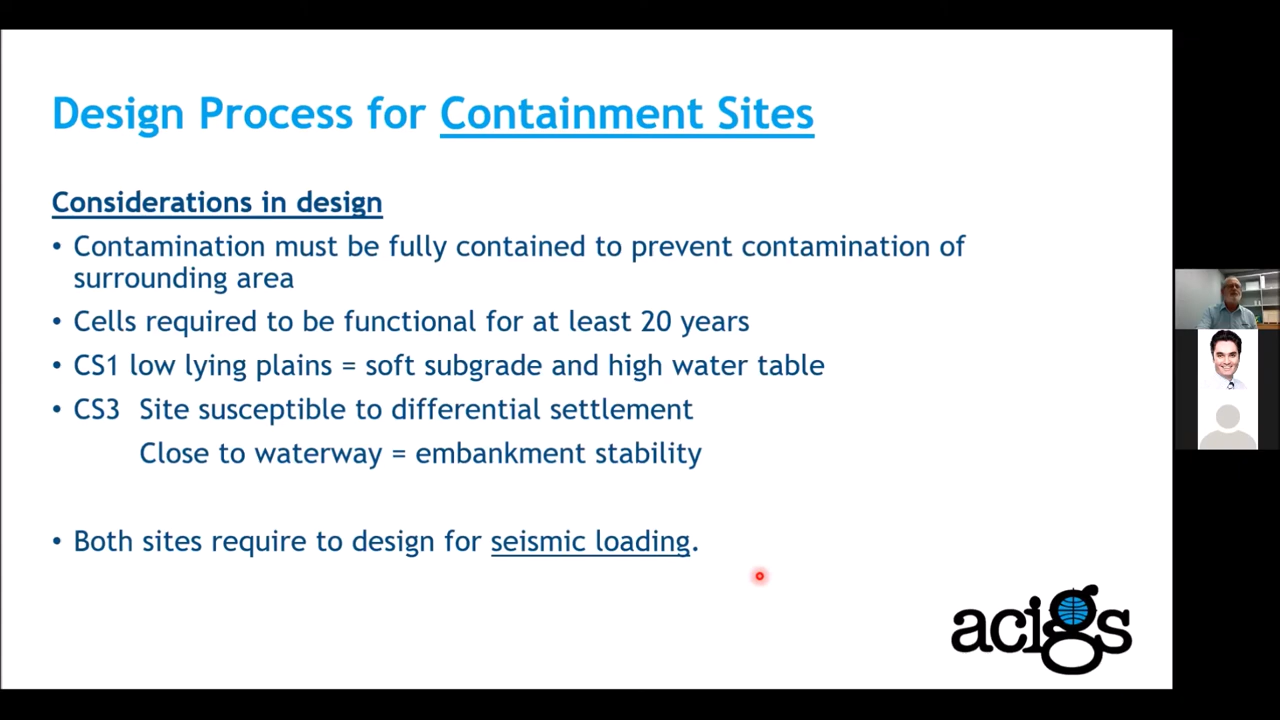 Design Process for Containment Sites
Considerations in design
• Contamination must be fully contained to prevent contamination of
surrounding area
• Cells required to be functional for at least 20 years
• CS1 low lying plains = soft subgrade and high water table
• CS3 Site susceptible to differential settlement
Close to waterway = embankment stability
• Both sites require to design for seismic loading.
acigs